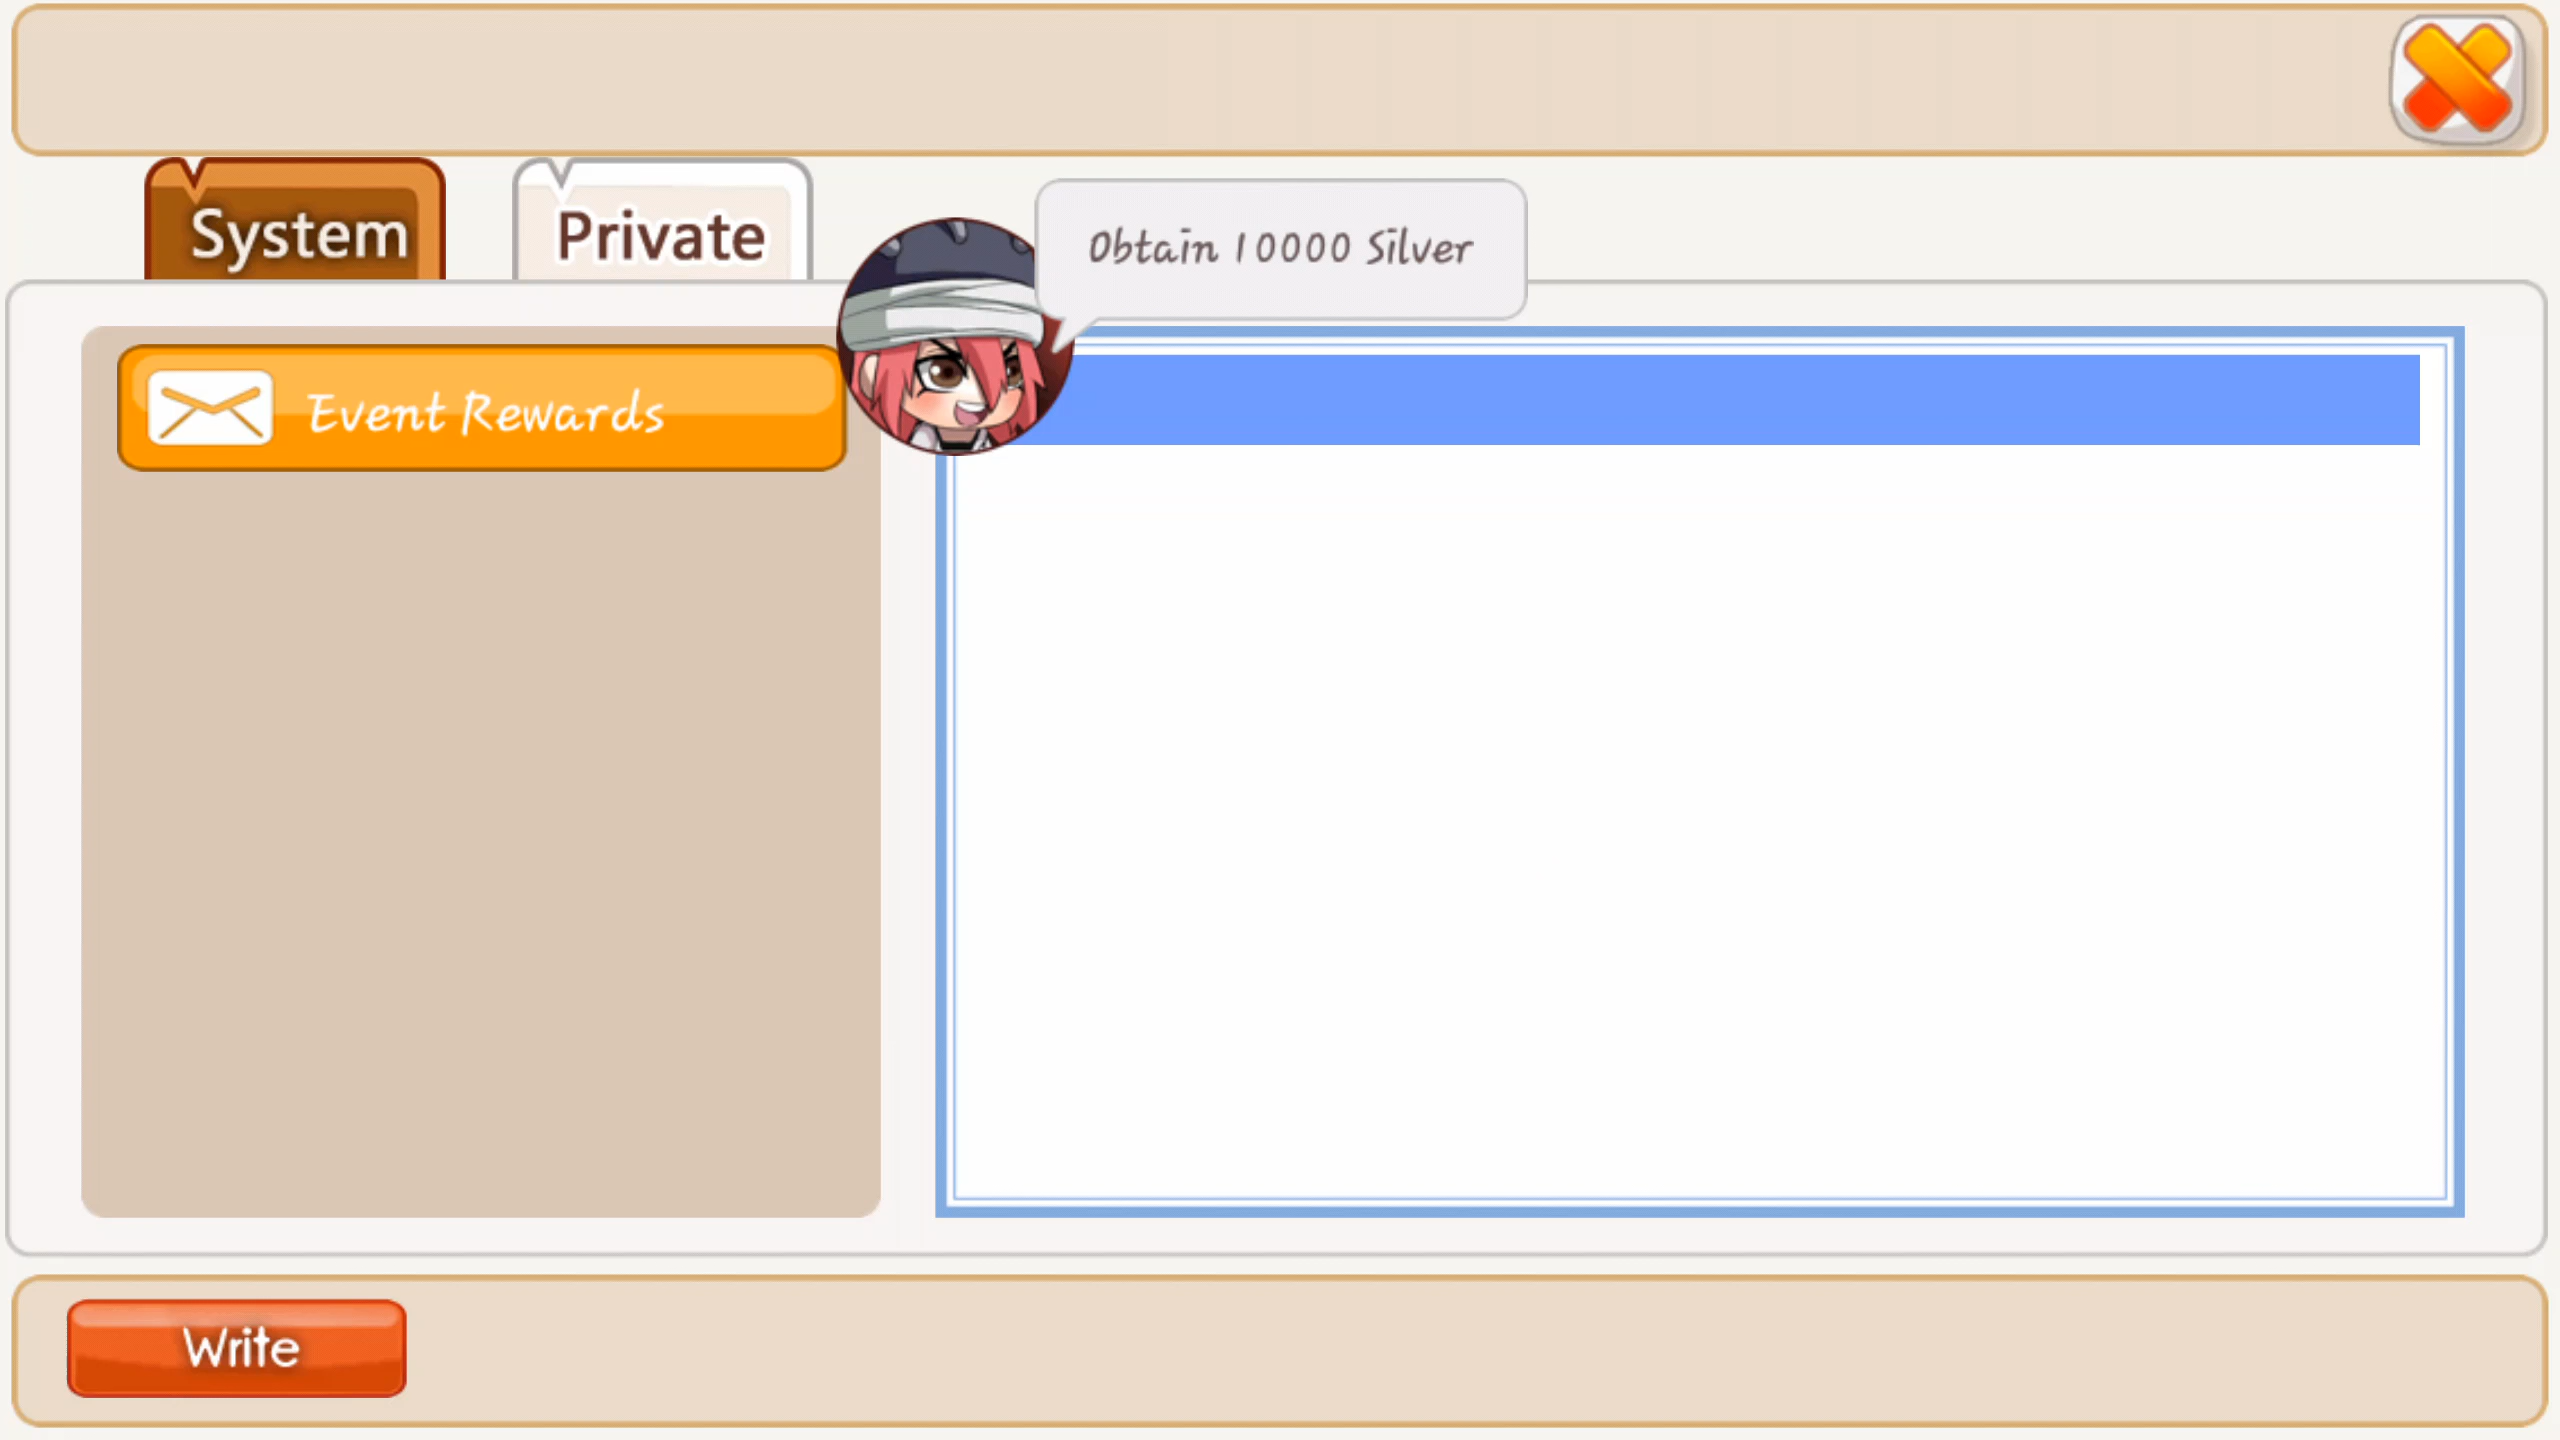 System
Private
Obtain 10000 Silver
Event Rewards
Write